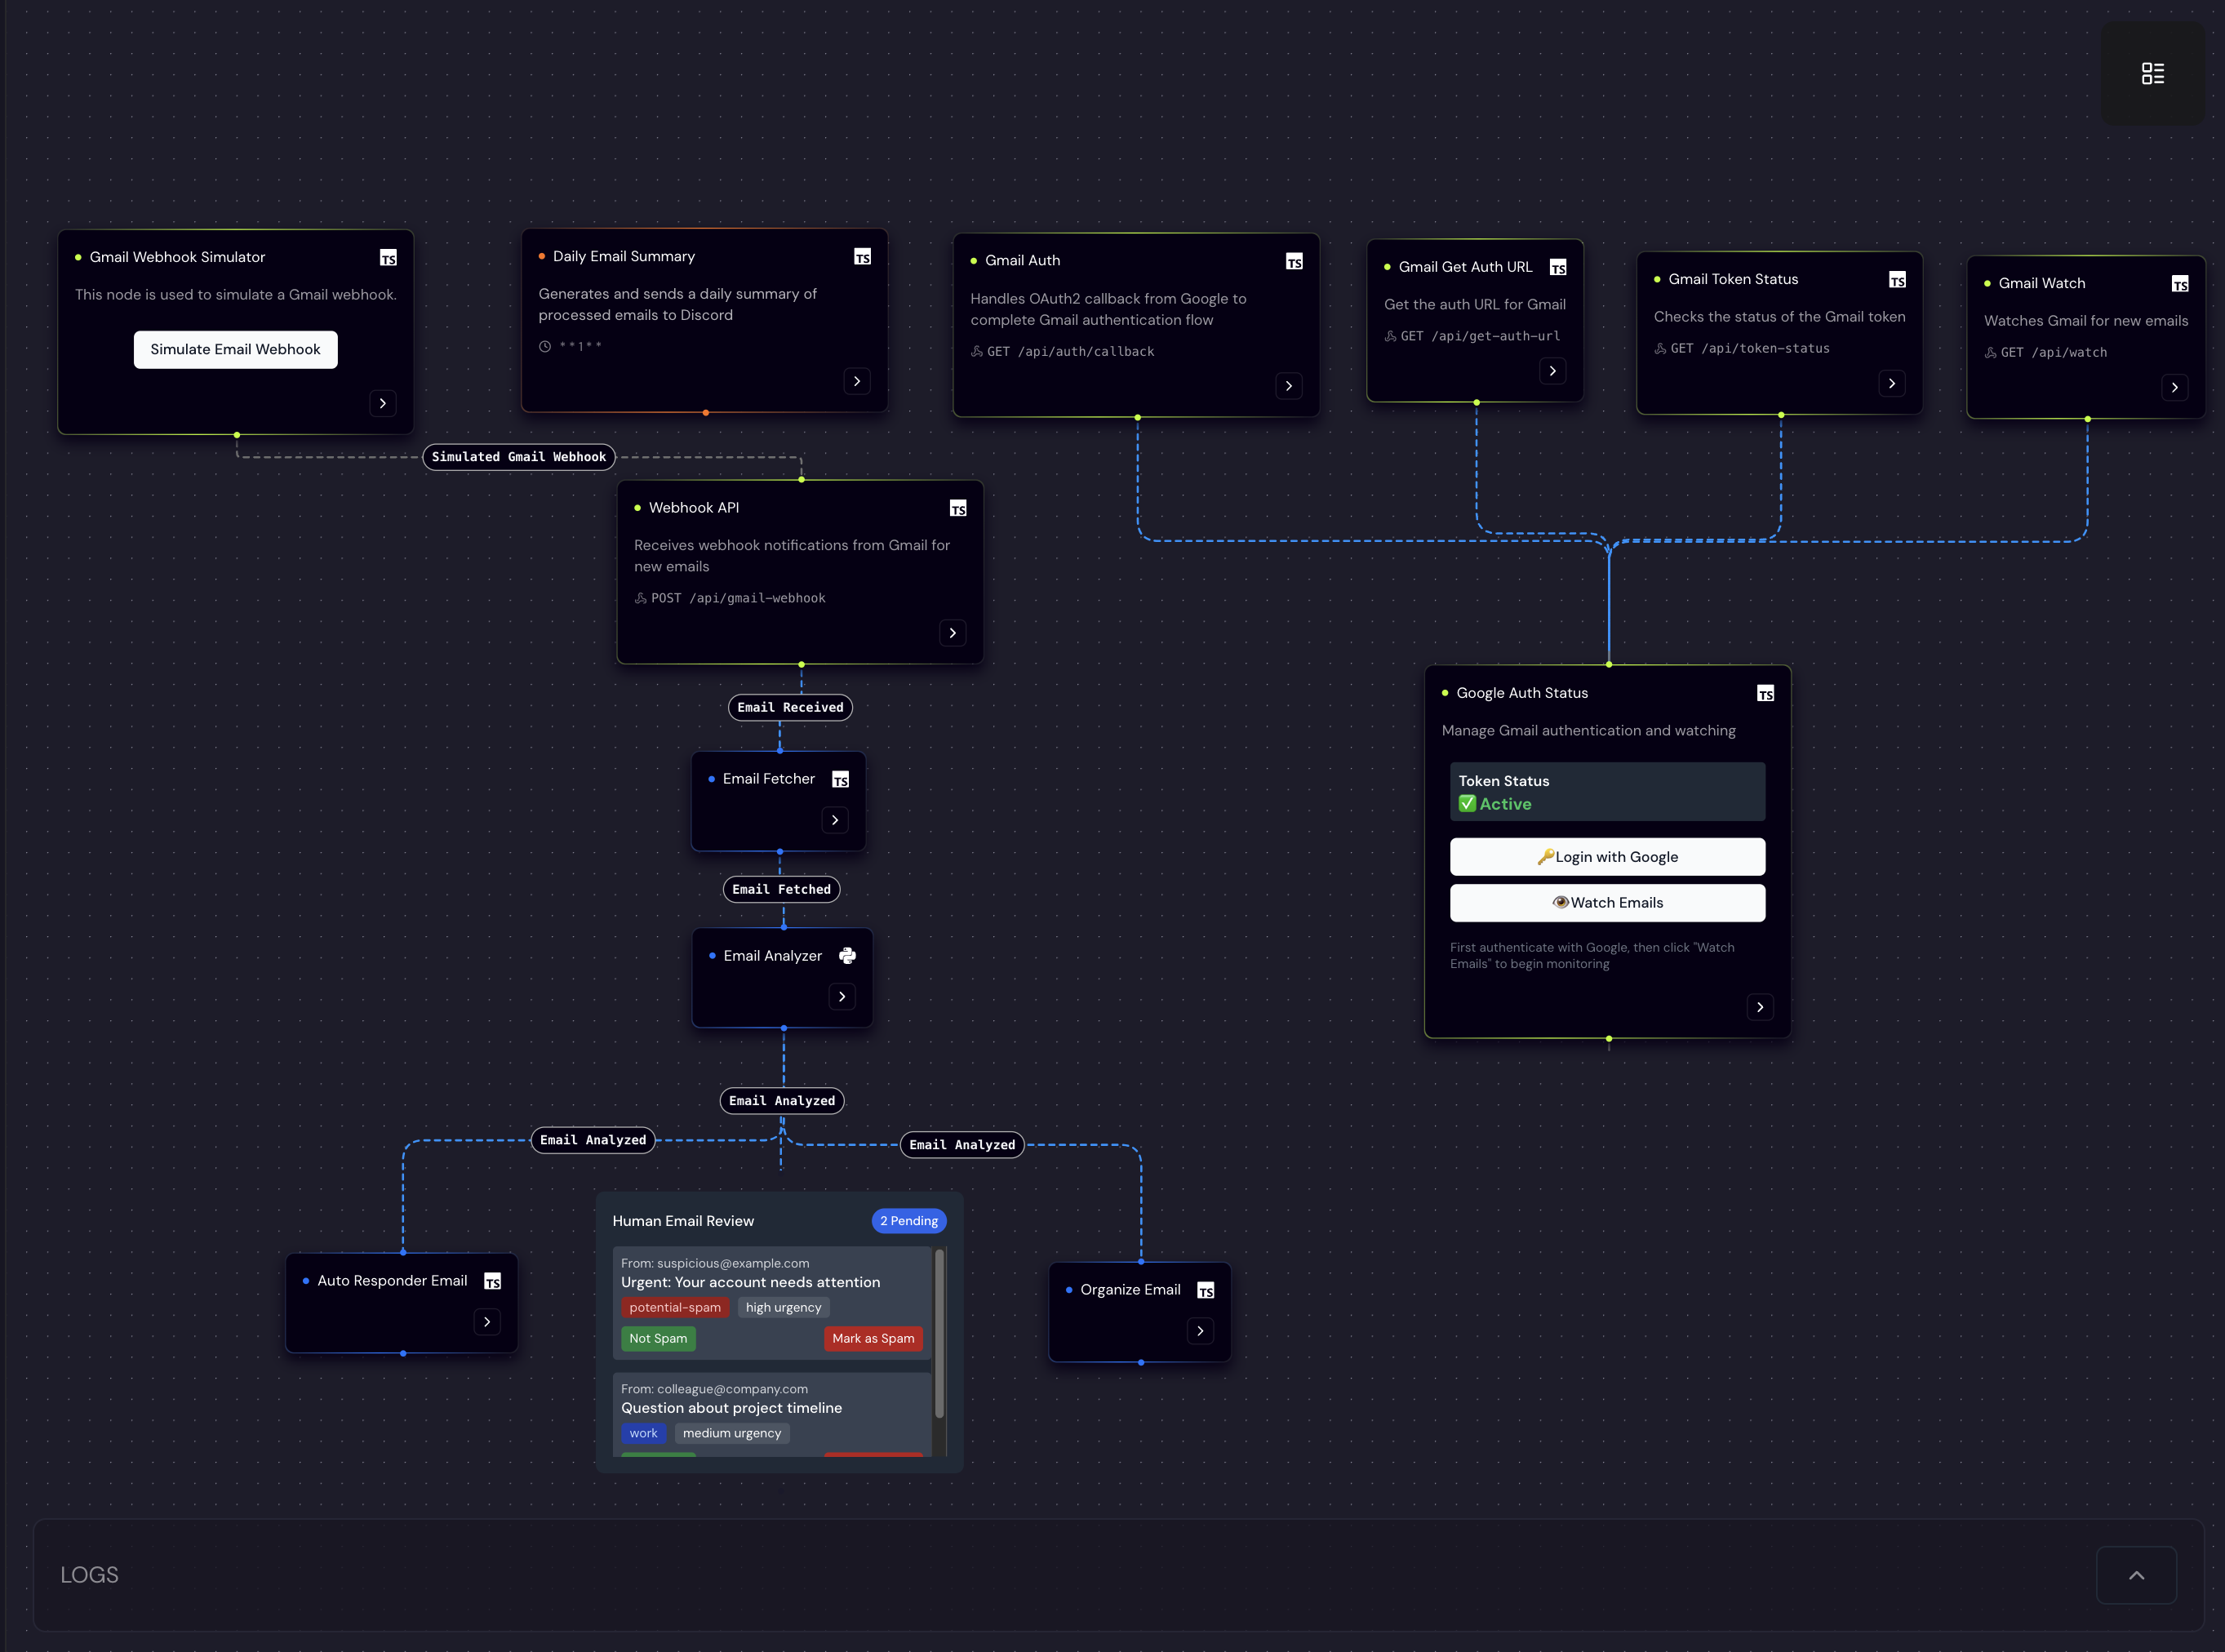 Gmail Webhook Simulator
TS
This node is used to simulate a Gmail webhook.
Simulate Email Webhook
Daily Email Summary
TS
Generates and sends a daily summary of
processed emails to Discord
* * 1 * *
Gmail Auth
TS
Handles OAuth2 callback from Google to
complete Gmail authentication flow
GET /api/auth/callback
Gmail Get Auth URL
TS
Get the auth URL for Gmail
GET /api/get-auth-url
Gmail Token Status
TS
Checks the status of the Gmail token
GET /api/token-status
Gmail Watch
TS
Watches Gmail for new emails
GET /api/watch
Simulated Gmail Webhook
Webhook API
TS
Receives webhook notifications from Gmail for
new emails
POST /api/gmail-webhook
Email Received
Email Fetcher
TS
Email Fetched
Email Analyzer
Email Analyzed
Email Analyzed
Email Analyzed
Google Auth Status
TS
Manage Gmail authentication and watching
Token Status
✅ Active
🔑Login with Google
👁Watch Emails
First authenticate with Google, then click "Watch
Emails" to begin monitoring
Auto Responder Email
TS
Human Email Review
2 Pending
From: suspicious@example.com
Urgent: Your account needs attention
potential-spam
high urgency
Not Spam
Mark as Spam
From: colleague@company.com
Question about project timeline
work
medium urgency
Organize Email
TS
LOGS